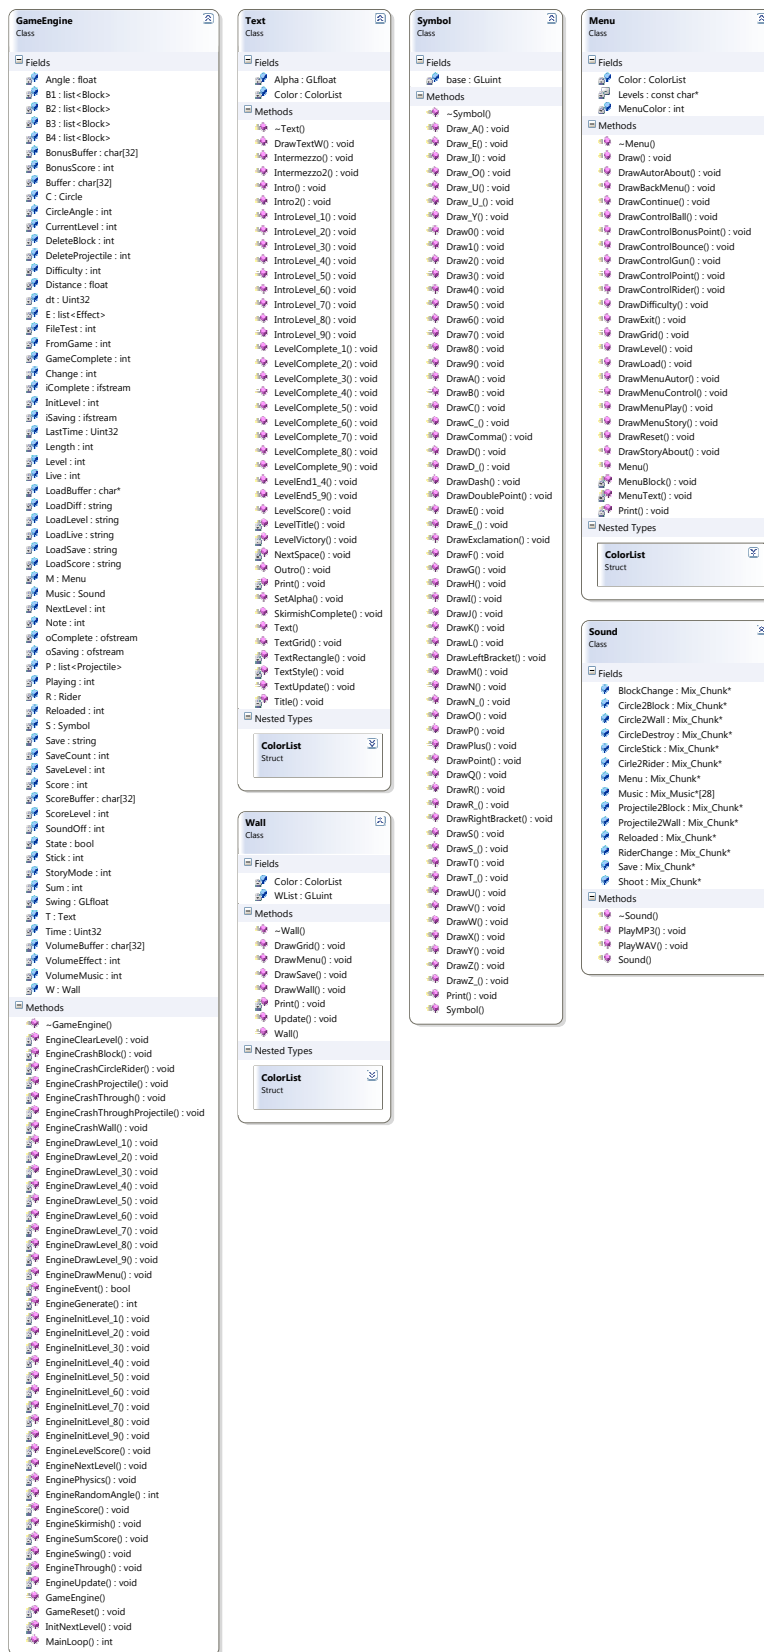 GameEngine
Class
Fields
Angle : float
B1 : list<Block>
B2 : list<Block>
B3 : list<Block>
B4 : list<Block>
BonusBuffer : char[32]
BonusScore : int
Buffer : char[32]
C : Circle
CircleAngle : int
CurrentLevel : int
DeleteBlock : int
DeleteProjectile : int
Difficulty : int
Distance : float
dt : Uint32
E : list<Effect>
FileTest : int
FromGame : int
GameComplete : int
Change : int
iComplete : ifstream
InitLevel : int
iSaving : ifstream
LastTime : Uint32
Length : int
Level : int
Live : int
LoadBuffer : char*
LoadDiff : string
LoadLevel : string
LoadLive : string
LoadSave : string
LoadScore : string
M : Menu
Music : Sound
NextLevel : int
Note : int
oComplete : ofstream
oSaving : ofstream
P : list<Projectile>
Playing : int
R : Rider
Reloaded : int
S : Symbol
Save : string
SaveCount : int
SaveLevel : int
Score : int
ScoreBuffer : char[32]
ScoreLevel : int
SoundOff : int
State : bool
Stick : int
StoryMode : int
Sum : int
Swing : GLfloat
T : Text
Time : Uint32
VolumeBuffer : char[32]
VolumeEffect : int
VolumeMusic : int
W : Wall
Methods
~GameEngine()
EngineClearLevel() : void
EngineCrashBlock() : void
EngineCrashCircleRider() : void
EngineCrashProjectile() : void
EngineCrashThrough() : void
EngineCrashThroughProjectile() : void
EngineCrashWall() : void
EngineDrawLevel_1() : void
EngineDrawLevel_2() : void
EngineDrawLevel_3() : void
EngineDrawLevel_4() : void
EngineDrawLevel_5() : void
EngineDrawLevel_6() : void
EngineDrawLevel_7() : void
EngineDrawLevel_8() : void
EngineDrawLevel_9() : void
EngineDrawMenu() : void
EngineEvent() : bool
EngineGenerate() : int
EngineInitLevel_1() : void
EngineInitLevel_2() : void
EngineInitLevel_3() : void
EngineInitLevel_4() : void
EngineInitLevel_5() : void
EngineInitLevel_6() : void
EngineInitLevel_7() : void
EngineInitLevel_8() : void
EngineInitLevel_9() : void
EngineLevelScore() : void
EngineNextLevel() : void
EnginePhysics() : void
EngineRandomAngle() : int
EngineScore() : void
EngineSkirmish() : void
EngineSumScore() : void
EngineSwing() : void
EngineThrough() : void
EngineUpdate() : void
GameEngine()
GameReset() : void
InitNextLevel() : void
MainLoop() : int
Text
Class
Fields
Alpha : GLfloat
Color : ColorList
Methods
~Text()
DrawTextW() : void
Intermezzo() : void
Intermezzo2() : void
Intro() : void
Intro2() : void
IntroLevel_1() : void
IntroLevel_2() : void
IntroLevel_3() : void
IntroLevel_4() : void
IntroLevel_5() : void
IntroLevel_6() : void
IntroLevel_7() : void
IntroLevel_8() : void
IntroLevel_9() : void
LevelComplete_1() : void
LevelComplete_2() : void
LevelComplete_3() : void
LevelComplete_4() : void
LevelComplete_5() : void
LevelComplete_6() : void
LevelComplete_7() : void
LevelComplete_8() : void
LevelComplete_9() : void
LevelEnd1_4() : void
LevelEnd5_9() : void
LevelScore() : void
LevelTitle() : void
LevelVictory() : void
NextSpace() : void
Outro() : void
Print() : void
SetAlpha() : void
SkirmishComplete() : void
Text()
TextGrid() : void
TextRectangle() : void
TextStyle() : void
TextUpdate() : void
Title() : void
Nested Types
ColorList
Struct
Wall
Class
Fields
Color : ColorList
WList : GLuint
Methods
~Wall()
DrawGrid() : void
DrawMenu() : void
DrawSave() : void
DrawWall() : void
Print() : void
Update() : void
Wall()
Nested Types
ColorList
Struct
Symbol
Class
Fields
base : GLuint
Methods
~Symbol()
Draw_A() : void
Draw_E() : void
Draw_I() : void
Draw_O() : void
Draw_U() : void
Draw_U_() : void
Draw_Y() : void
Draw0() : void
Draw1() : void
Draw2() : void
Draw3() : void
Draw4() : void
Draw5() : void
Draw6() : void
Draw7() : void
Draw8() : void
Draw9() : void
DrawA() : void
DrawB() : void
DrawC() : void
DrawC_() : void
DrawComma() : void
DrawD() : void
DrawD_() : void
DrawDash() : void
DrawDoublePoint() : void
DrawE() : void
DrawE_() : void
DrawExclamation() : void
DrawF() : void
DrawG() : void
DrawH() : void
DrawI() : void
DrawJ() : void
DrawK() : void
DrawL() : void
DrawLeftBracket() : void
DrawM() : void
DrawN() : void
DrawN_() : void
DrawO() : void
DrawP() : void
DrawPlus() : void
DrawPoint() : void
DrawQ() : void
DrawR() : void
DrawR_() : void
DrawRightBracket() : void
DrawS() : void
DrawS_() : void
DrawT() : void
DrawT_() : void
DrawU() : void
DrawV() : void
DrawW() : void
DrawX() : void
DrawY() : void
DrawZ() : void
DrawZ_() : void
Print() : void
Symbol()
Menu
Class
Fields
Color : ColorList
Levels : const char*
MenuColor : int
Methods
~Menu()
Draw() : void
DrawAutorAbout() : void
DrawBackMenu() : void
DrawContinue() : void
DrawControlBall() : void
DrawControlBonusPoint() : void
DrawControlBounce() : void
DrawControlGun() : void
DrawControlPoint() : void
DrawControlRider() : void
DrawDifficulty() : void
DrawExit() : void
DrawGrid() : void
DrawLevel() : void
DrawLoad() : void
DrawMenuAutor() : void
DrawMenuControl() : void
DrawMenuPlay() : void
DrawMenuStory() : void
DrawReset() : void
DrawStoryAbout() : void
Menu()
MenuBlock() : void
MenuText() : void
Print() : void
Nested Types
ColorList
Struct
Sound
Class
Fields
BlockChange : Mix_Chunk*
Circle2Block : Mix_Chunk*
Circle2Wall : Mix_Chunk*
CircleDestroy : Mix_Chunk*
CircleStick : Mix_Chunk*
Cirle2Rider : Mix_Chunk*
Menu : Mix_Chunk*
Music : Mix_Music*[28]
Projectile2Block : Mix_Chunk*
Projectile2Wall : Mix_Chunk*
Reloaded : Mix_Chunk*
RiderChange : Mix_Chunk*
Save : Mix_Chunk*
Shoot : Mix_Chunk*
Methods
~Sound()
PlayMP3() : void
PlayWAV() : void
Sound()